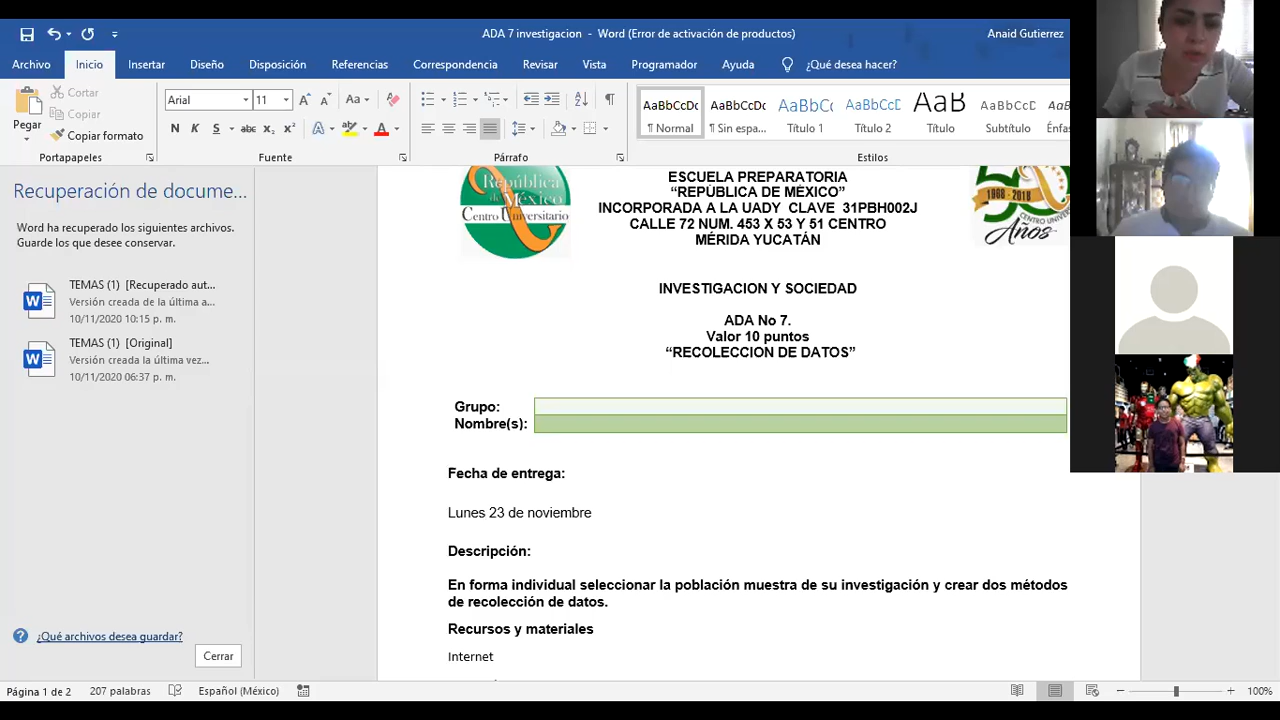 ADA 7 investigacion - Word (Error de activación de productos)
Anaid Gutierrez
Archivo
Inicio
Insertar
Diseño
Disposición
Referencias
Correspondencia
Revisar
Vista
Programador
Ayuda
¿Qué desea hacer?
Pegar
Cortar
Copiar
Copiar formato
Portapapeles
Arial
11
Aa
N K S abc x₂ x²
A
Fuente
Párrafo
AaBbCcDc
¶ Normal
AaBbCcDc
¶ Sin espa...
AaBbCc
Título 1
AaBbCcD
Título 2
AaB
Título
AaBbCcD
Subtítulo
AaBb
Énfas
Estilos
Recuperación de docume...
Word ha recuperado los siguientes archivos.
Guarde los que desee conservar.
TEMAS (1) [Recuperado aut...
Versión creada de la última a...
10/11/2020 10:15 p. m.
TEMAS (1) [Original]
Versión creada la última vez...
10/11/2020 06:37 p. m.
¿Qué archivos desea guardar?
Cerrar
República
de México
Centro Universitario
ESCUELA PREPARATORIA
“REPÚBLICA DE MÉXICO”
INCORPORADA A LA UADY CLAVE 31PBH002J
CALLE 72 NUM. 453 X 53 Y 51 CENTRO
MÉRIDA YUCATÁN
50
1968 - 2018
CENTRO UNIVE
Años
INVESTIGACION Y SOCIEDAD
ADA No 7.
Valor 10 puntos
“RECOLECCION DE DATOS”
Grupo:
Nombre(s):
Fecha de entrega:
Lunes 23 de noviembre
Descripción:
En forma individual seleccionar la población muestra de su investigación y crear dos métodos
de recolección de datos.
Recursos y materiales
Internet
Página 1 de 2
207 palabras
Español (México)
100%